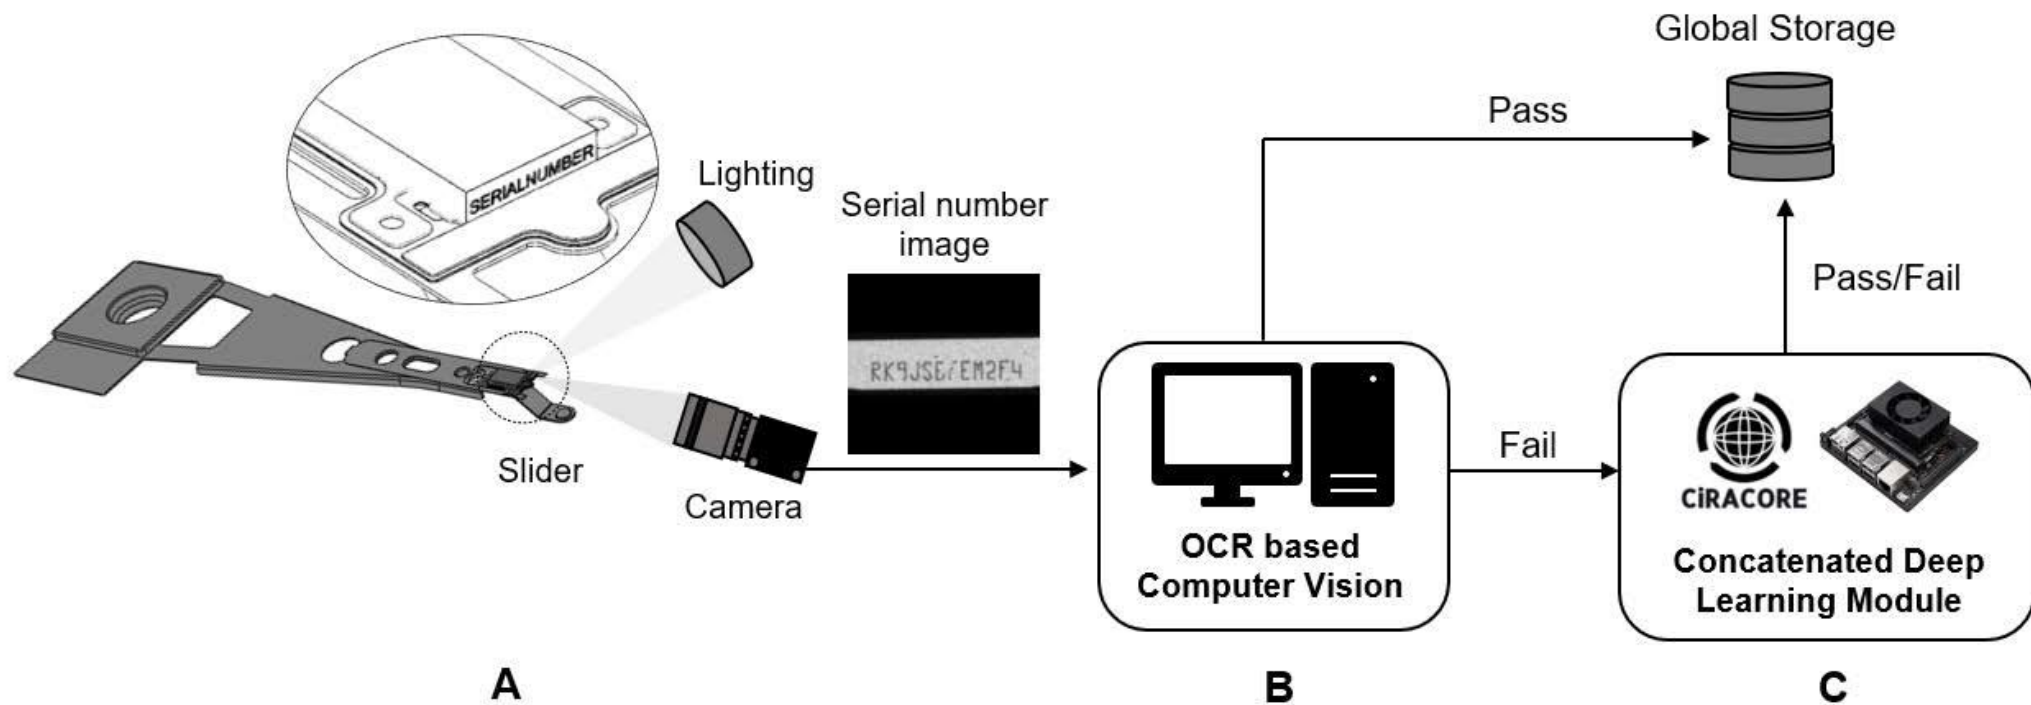 Global Storage
Pass
SERIALNUMBER
Lighting
Serial number
image
Pass/Fail
RK9JSE7EM2F4
Slider
Camera
Fail
CiRACORE
OCR based
Computer Vision
Concatenated Deep
Learning Module
A
B
C